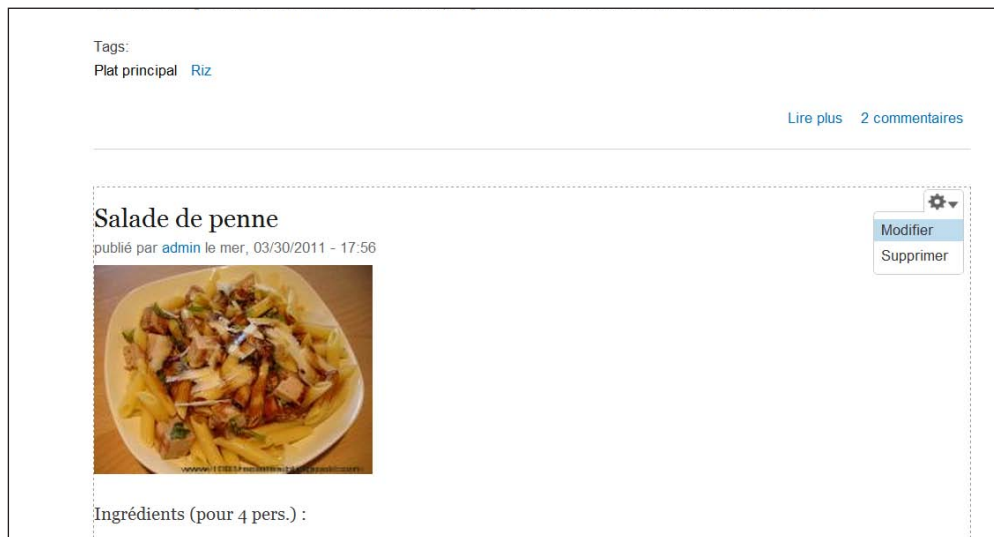 Tags:
Plat principal Riz
Lire plus 2 commentaires
Salade de penne
Modifier
publié par admin le mer, 03/30/2011 - 17:56
Supprimer
Ingrédients (pour 4 pers.) :